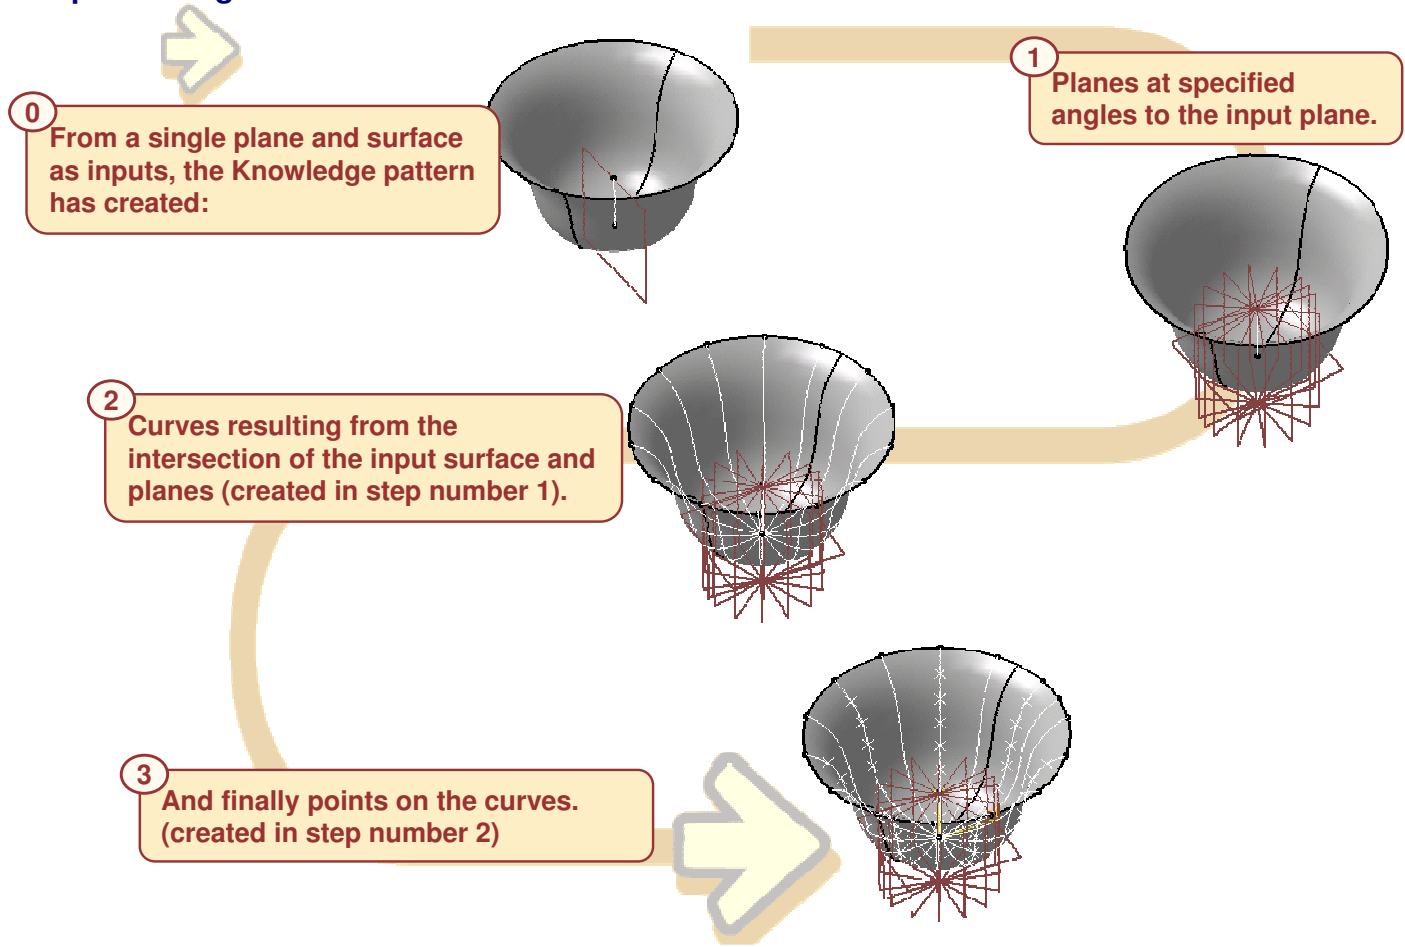 0
From a single plane and surface
as inputs, the Knowledge pattern
has created:
1
Planes at specified
angles to the input plane.
2
Curves resulting from the
intersection of the input surface and
planes (created in step number 1).
3
And finally points on the curves.
(created in step number 2)